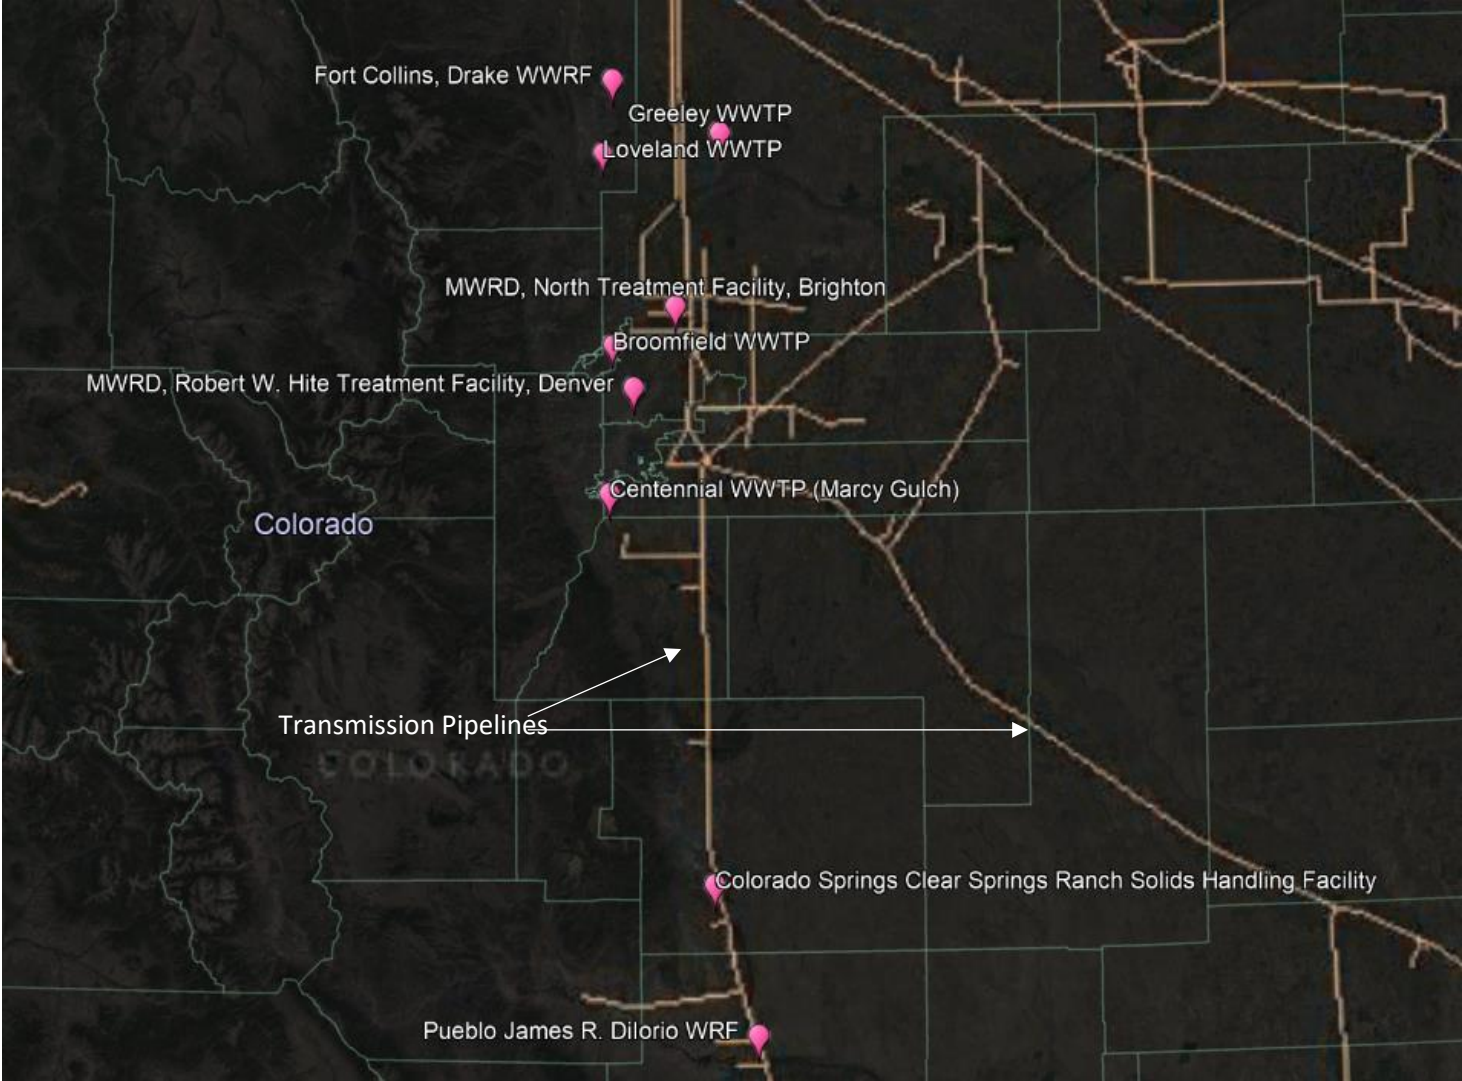 Fort Collins, Drake WWRF
Greeley WWTP
Loveland WWTP
MWRD, North Treatment Facility, Brighton
Broomfield WWTP
MWRD, Robert W. Hite Treatment Facility, Denver
Centennial WWTP (Marcy Gulch)
Colorado
Transmission Pipelines
COLORADO
Colorado Springs Clear Springs Ranch Solids Handling Facility
Pueblo James R. DiIorio WRF